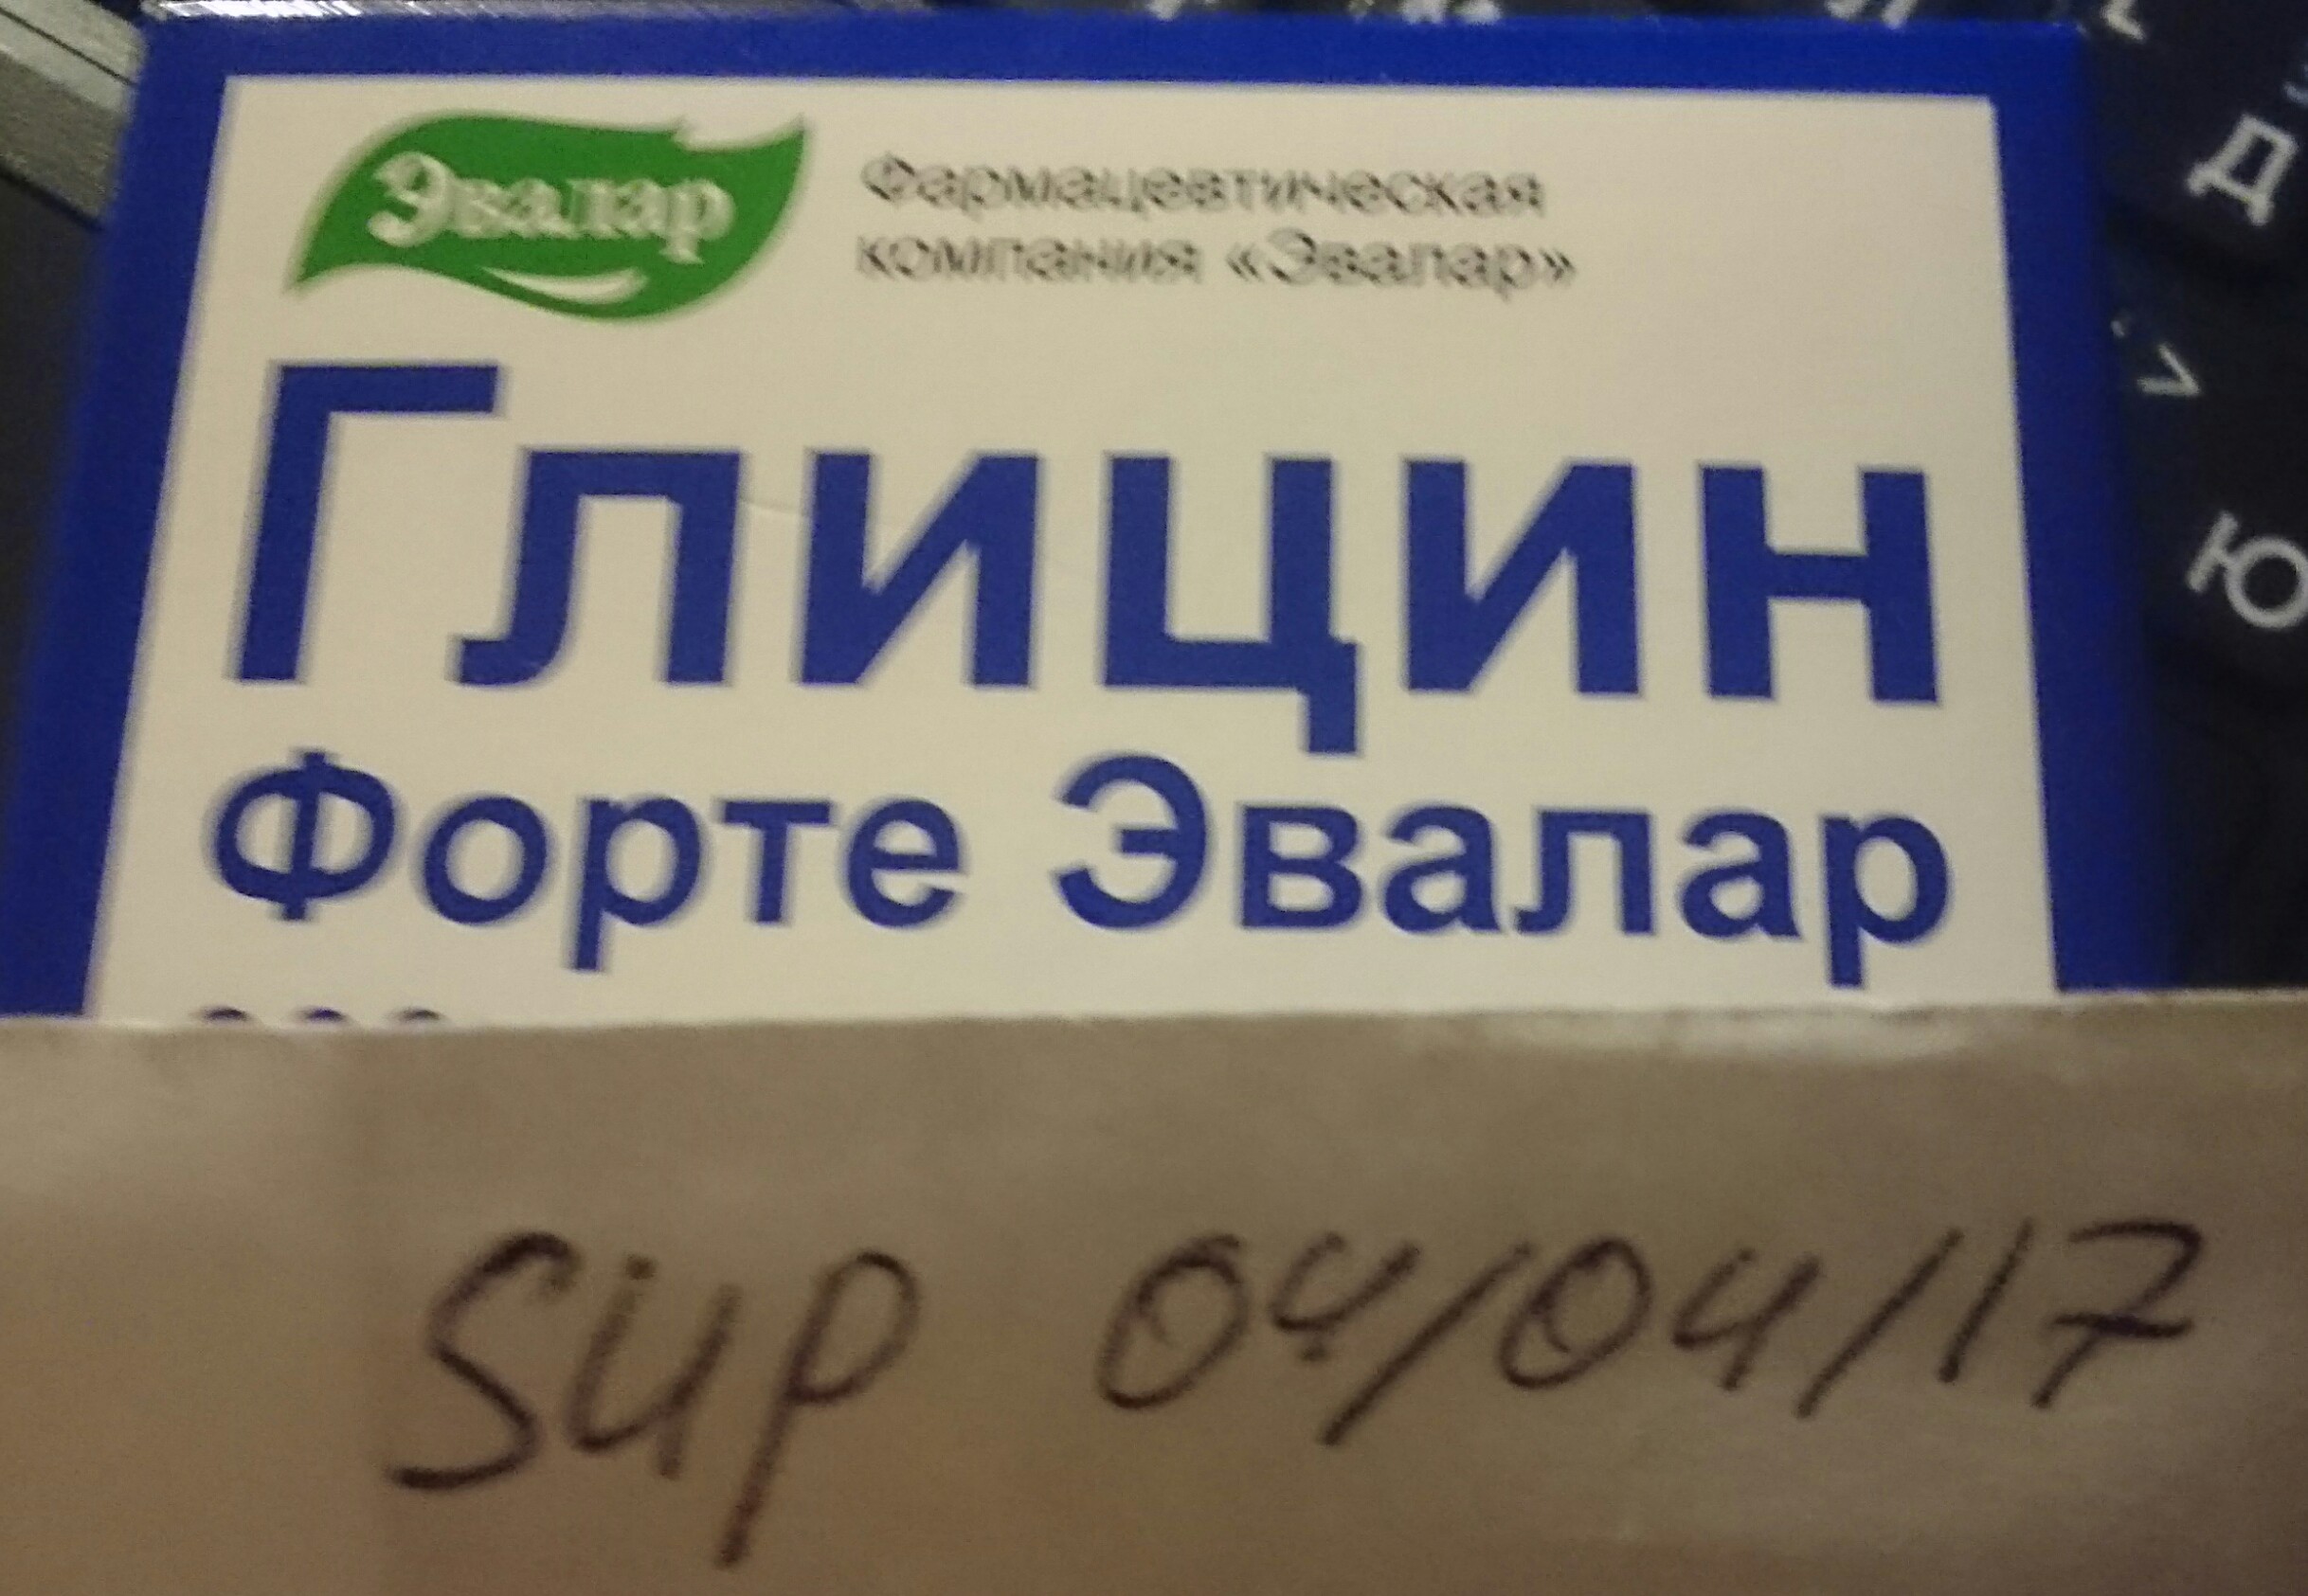 Эвалар
Фармацевтическая
компания «Эвалар»
Глицин
Форте Эвалар
sup 04/04/17
Д
Ю